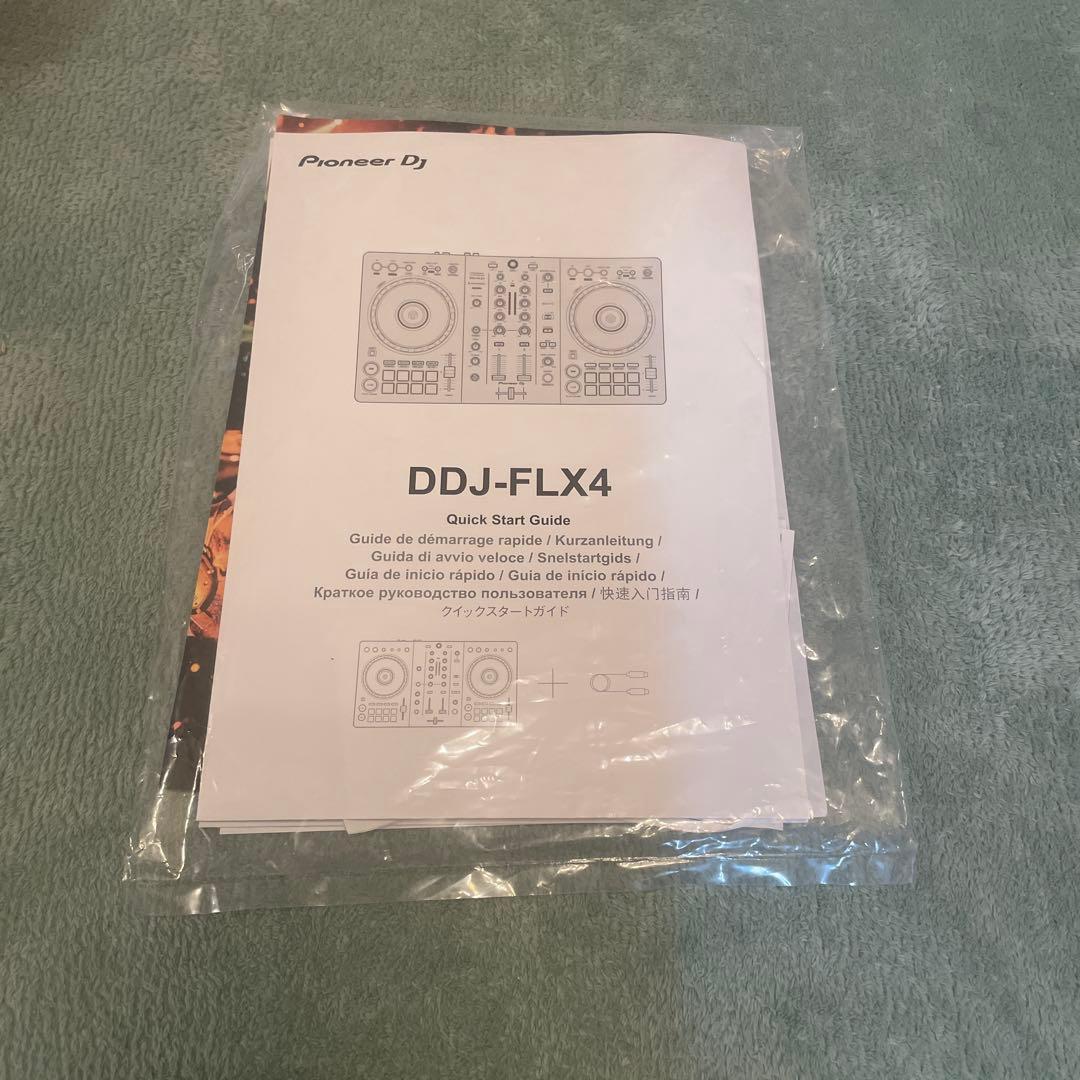 Pioneer Dj
DDJ-FLX4
Quick Start Guide
Guide de démarrage rapide / Kurzanleitung /
Guida di avvio veloce / Snelstartgids /
Guía de inicio rápido / Guia de início rápido /
Краткое руководство пользователя / 快速入门指南 /
クイックスタートガイド